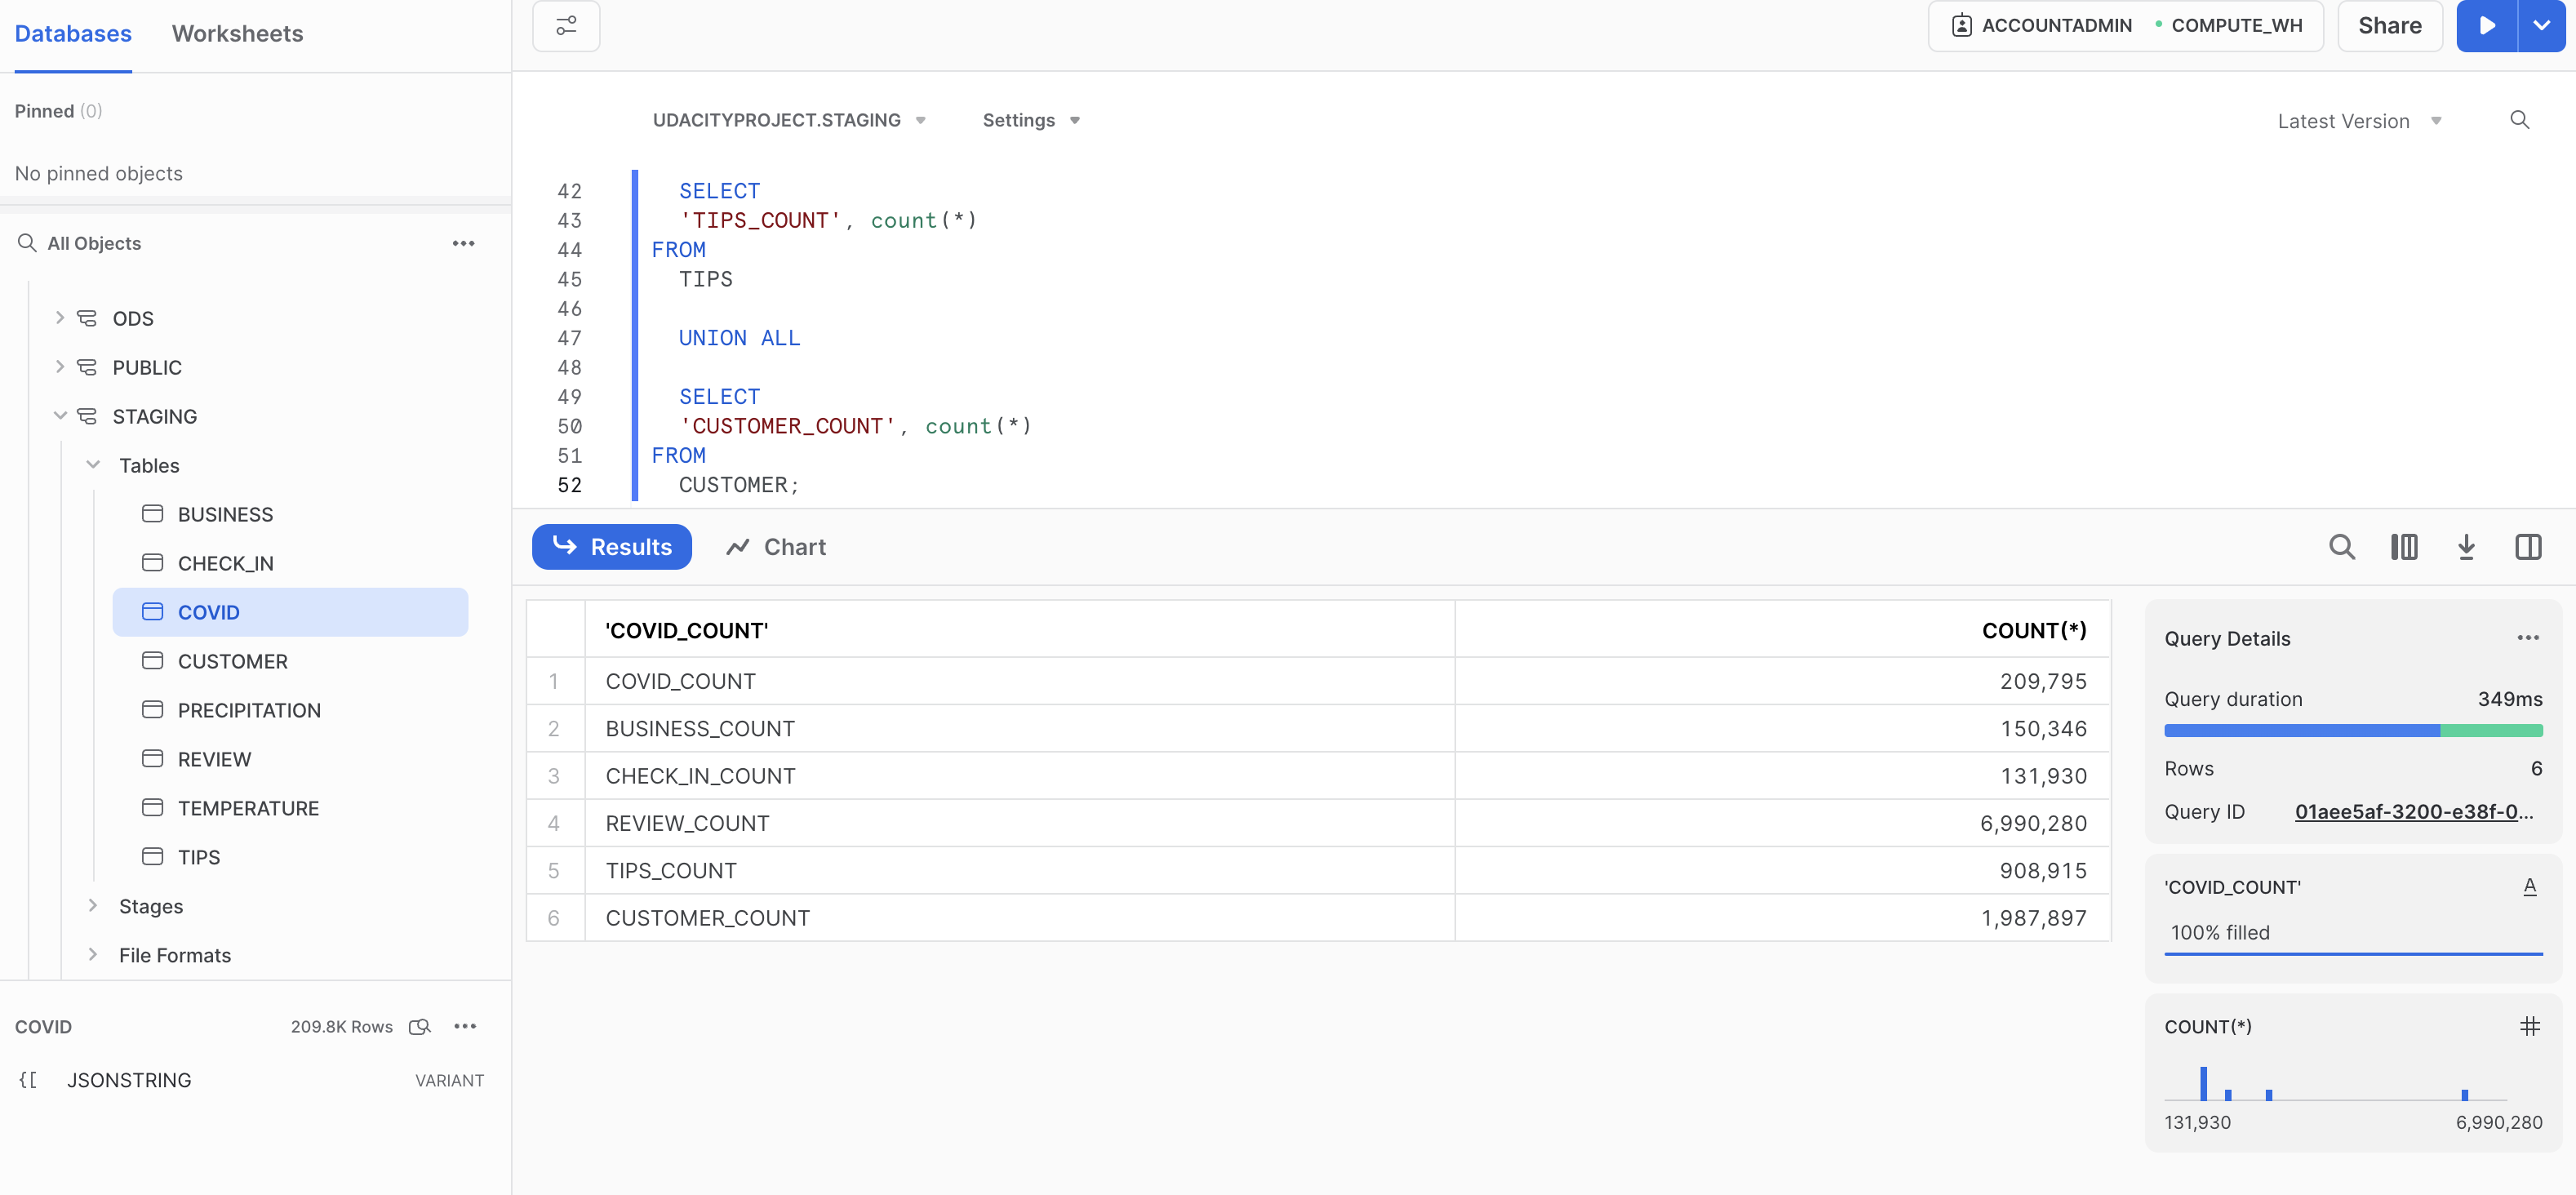 Databases Worksheets
ACCOUNTADMIN COMPUTE_WH Share
Pinned (0)
No pinned objects
All Objects
ODS
PUBLIC
STAGING
Tables
BUSINESS
CHECK_IN
COVID
CUSTOMER
PRECIPITATION
REVIEW
TEMPERATURE
TIPS
Stages
File Formats
COVID 209.8K Rows
JSONSTRING VARIANT
UDACITYPROJECT.STAGING Settings Latest Version
42 SELECT
43 'TIPS_COUNT', count(*)
44 FROM
45 TIPS
46
47 UNION ALL
48
49 SELECT
50 'CUSTOMER_COUNT', count(*)
51 FROM
52 CUSTOMER;
Results Chart
'COVID_COUNT' COUNT(*)
1 COVID_COUNT 209,795
2 BUSINESS_COUNT 150,346
3 CHECK_IN_COUNT 131,930
4 REVIEW_COUNT 6,990,280
5 TIPS_COUNT 908,915
6 CUSTOMER_COUNT 1,987,897
Query Details
Query duration 349ms
Rows 6
Query ID 01aee5af-3200-e38f-0...
'COVID_COUNT' A
100% filled
COUNT(*) #
131,930 6,990,280